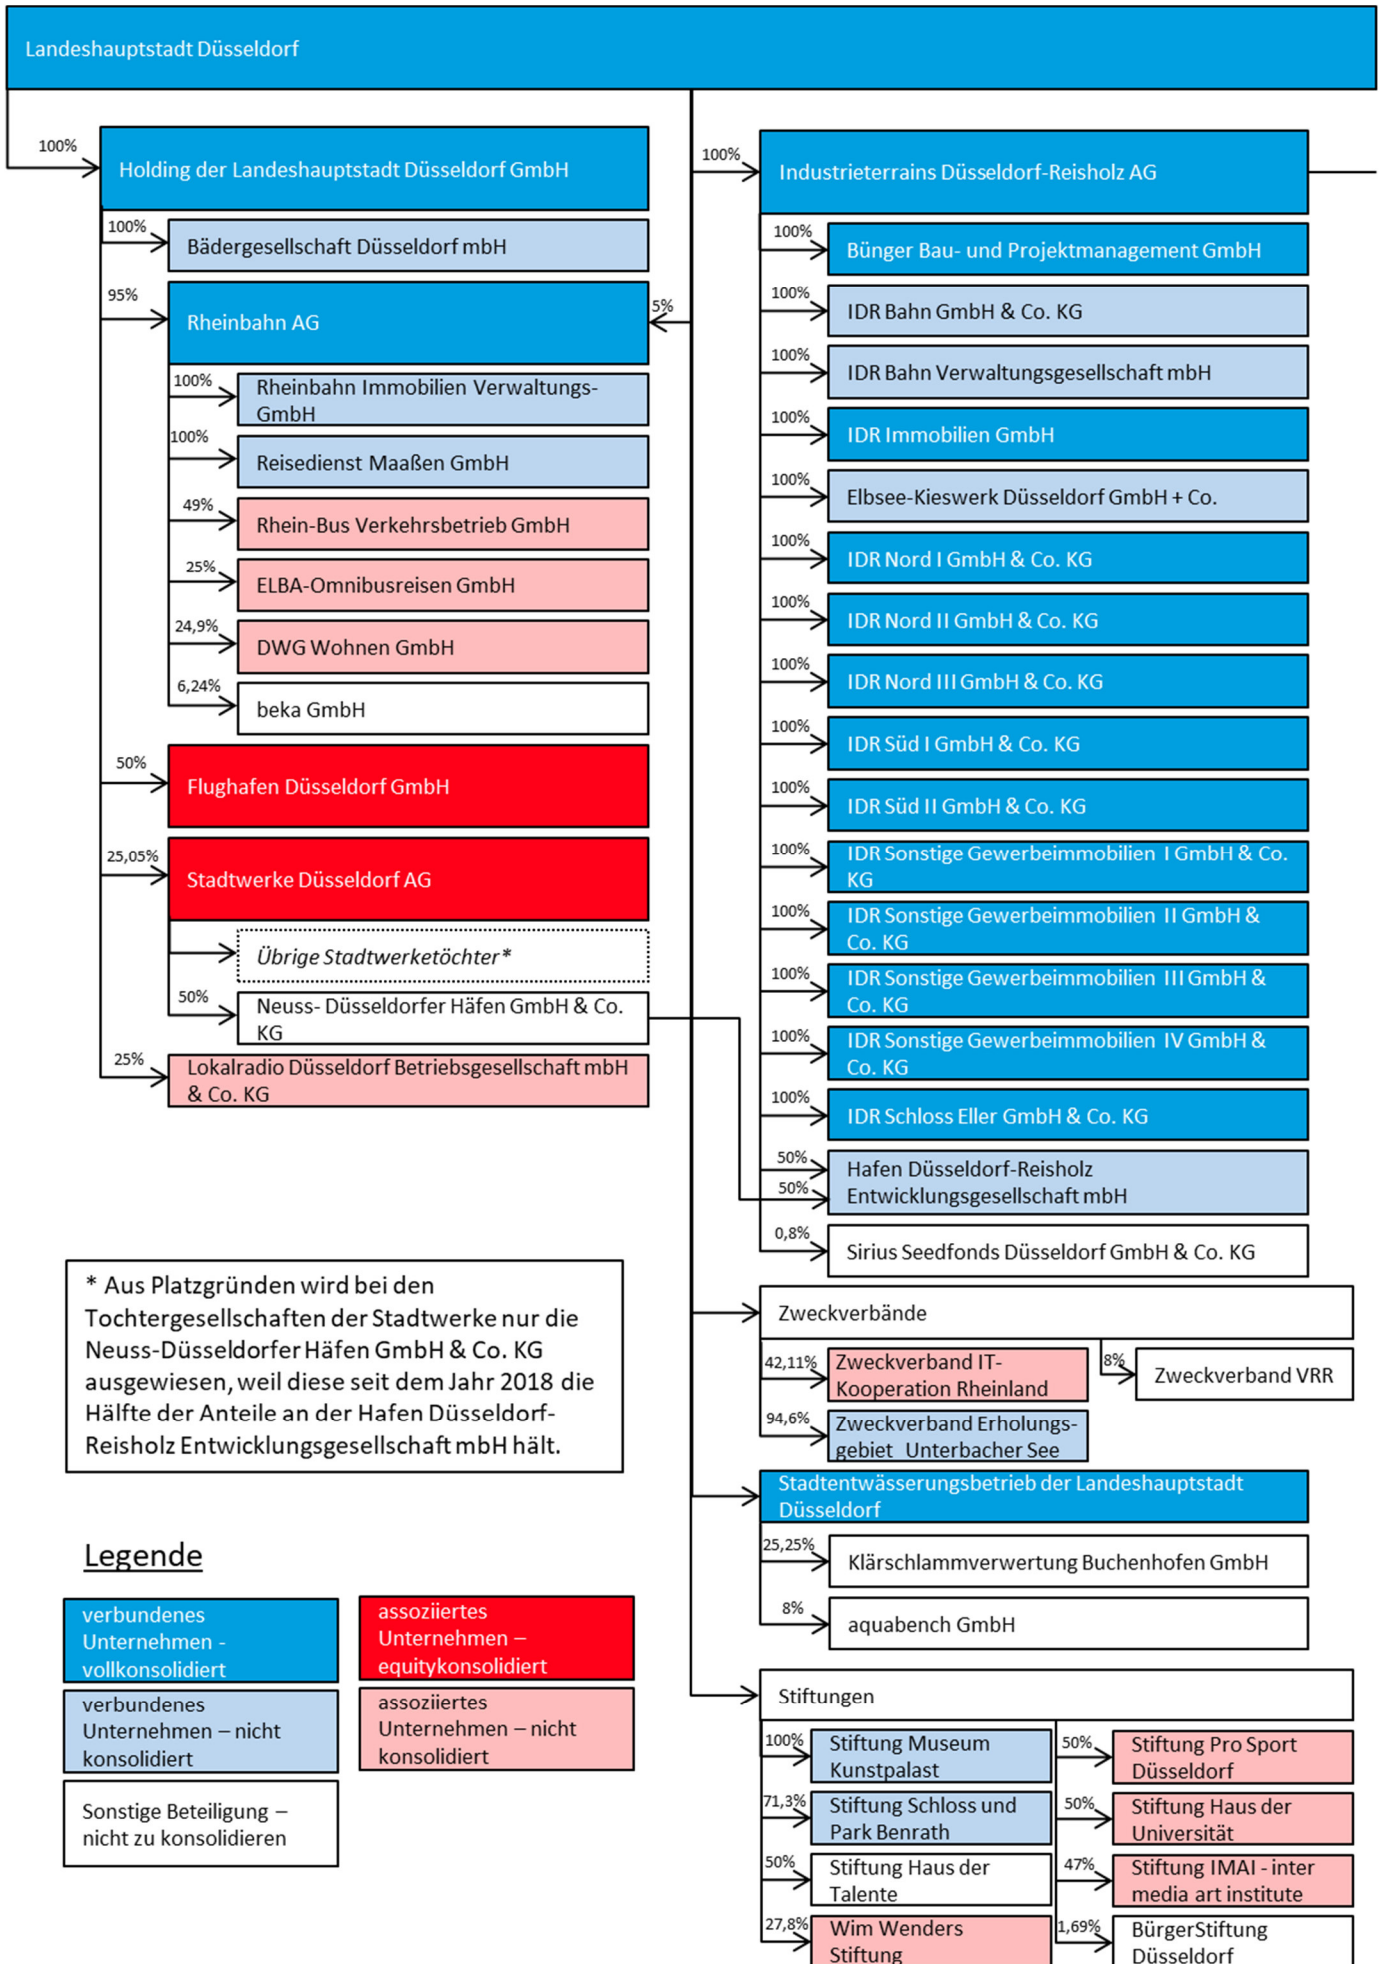 Landeshauptstadt Düsseldorf
100%
Holding der Landeshauptstadt Düsseldorf GmbH
100%
Bädergesellschaft Düsseldorf mbH
95%
Rheinbahn AG
5%
100%
Rheinbahn Immobilien Verwaltungs-
GmbH
100%
Reisedienst Maaßen GmbH
49%
Rhein-Bus Verkehrsbetrieb GmbH
25%
ELBA-Omnibusreisen GmbH
24,9%
DWG Wohnen GmbH
6,24%
beka GmbH
50%
Flughafen Düsseldorf GmbH
25,05%
Stadtwerke Düsseldorf AG
Übrige Stadtwerketöchter*
50%
Neuss- Düsseldorfer Häfen GmbH & Co.
KG
25%
Lokalradio Düsseldorf Betriebsgesellschaft mbH
& Co. KG
* Aus Platzgründen wird bei den
Tochtergesellschaften der Stadtwerke nur die
Neuss-Düsseldorfer Häfen GmbH & Co. KG
ausgewiesen, weil diese seit dem Jahr 2018 die
Hälfte der Anteile an der Hafen Düsseldorf-
Reisholz Entwicklungsgesellschaft mbH hält.
Legende
verbundenes
Unternehmen -
vollkonsolidiert
assoziiertes
Unternehmen –
equitykonsolidiert
verbundenes
Unternehmen – nicht
konsolidiert
assoziiertes
Unternehmen – nicht
konsolidiert
Sonstige Beteiligung –
nicht zu konsolidieren
100%
Industrieterrains Düsseldorf-Reisholz AG
100%
Bünger Bau- und Projektmanagement GmbH
100%
IDR Bahn GmbH & Co. KG
100%
IDR Bahn Verwaltungsgesellschaft mbH
100%
IDR Immobilien GmbH
100%
Elbsee-Kieswerk Düsseldorf GmbH + Co.
100%
IDR Nord I GmbH & Co. KG
100%
IDR Nord II GmbH & Co. KG
100%
IDR Nord III GmbH & Co. KG
100%
IDR Süd I GmbH & Co. KG
100%
IDR Süd II GmbH & Co. KG
100%
IDR Sonstige Gewerbeimmobilien I GmbH & Co.
KG
100%
IDR Sonstige Gewerbeimmobilien II GmbH &
Co. KG
100%
IDR Sonstige Gewerbeimmobilien III GmbH &
Co. KG
100%
IDR Sonstige Gewerbeimmobilien IV GmbH &
Co. KG
100%
IDR Schloss Eller GmbH & Co. KG
50%
50%
Hafen Düsseldorf-Reisholz
Entwicklungsgesellschaft mbH
0,8%
Sirius Seedfonds Düsseldorf GmbH & Co. KG
Zweckverbände
42,11%
Zweckverband IT-
Kooperation Rheinland
8%
Zweckverband VRR
94,6%
Zweckverband Erholungs-
gebiet Unterbacher See
Stadtentwässerungsbetrieb der Landeshauptstadt
Düsseldorf
25,25%
Klärschlammverwertung Buchenhofen GmbH
8%
aquabench GmbH
Stiftungen
100%
Stiftung Museum
Kunstpalast
50%
Stiftung Pro Sport
Düsseldorf
71,3%
Stiftung Schloss und
Park Benrath
50%
Stiftung Haus der
Universität
50%
Stiftung Haus der
Talente
47%
Stiftung IMAI - inter
media art institute
27,8%
Wim Wenders
Stiftung
1,69%
BürgerStiftung
Düsseldorf